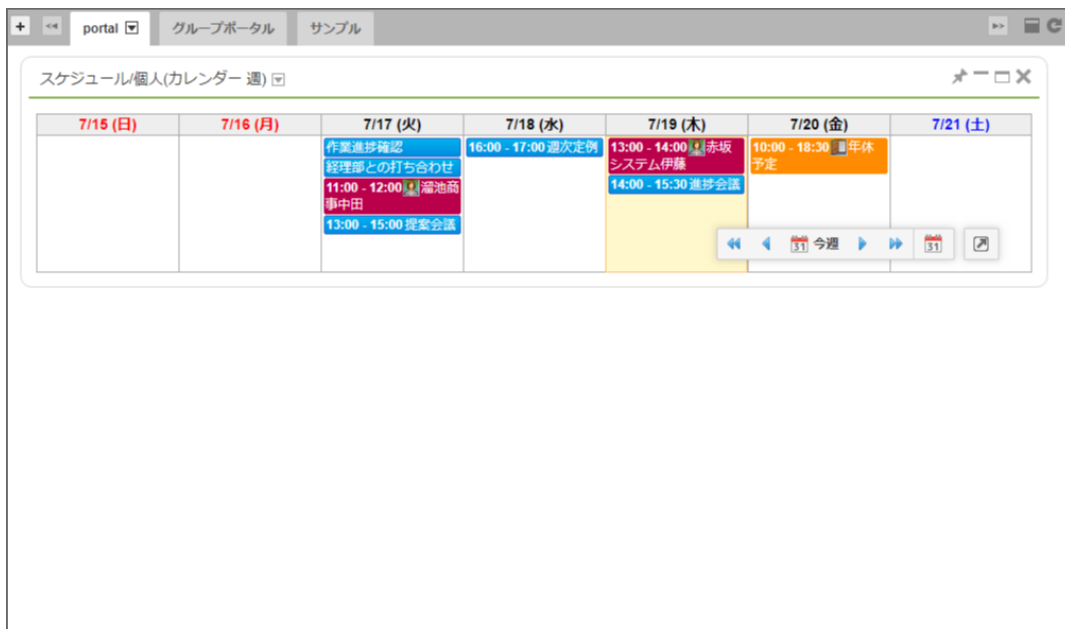 portal グループポータル サンプル
スケジュール/個人(カレンダー 週)
7/15 (日) 7/16 (月) 7/17 (火) 7/18 (水) 7/19 (木) 7/20 (金) 7/21 (土)
作業進捗確認
経理部との打ち合わせ
11:00 - 12:00 溜池商
事中田
13:00 - 15:00 提案会議
16:00 - 17:00 週次定例
13:00 - 14:00 赤坂
システム伊藤
14:00 - 15:30 進捗会議
10:00 - 18:30 年休
予定
31 今週 31